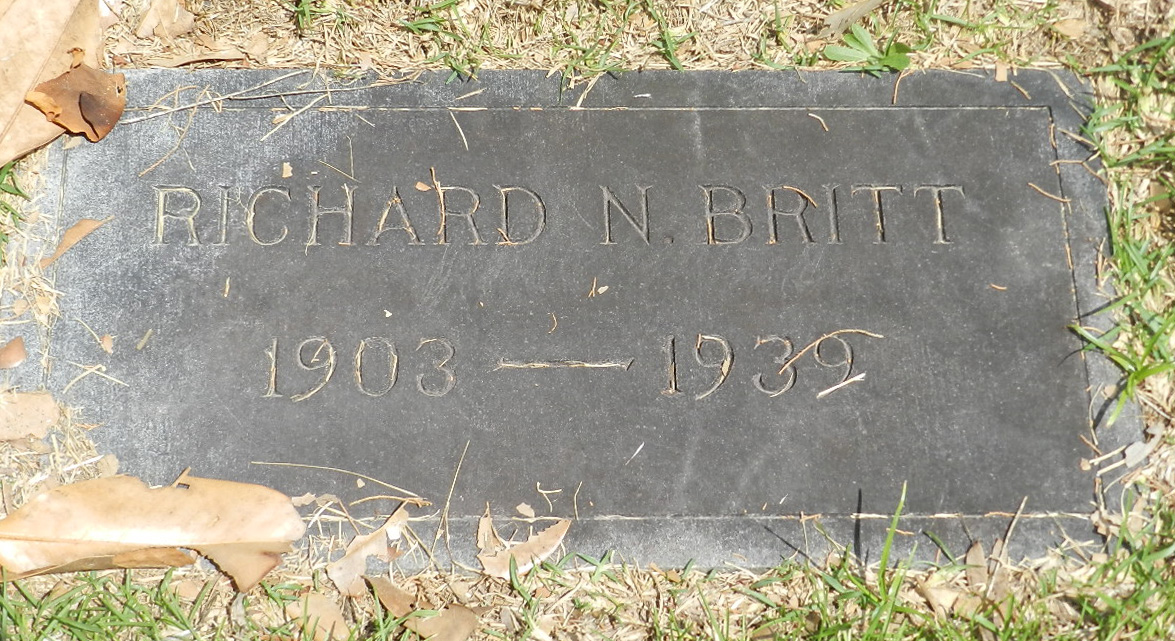 RICHARD N. BRITT
1903 — 1939